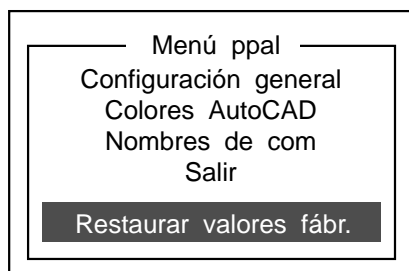 Menú ppal
Configuración general
Colores AutoCAD
Nombres de com
Salir
Restaurar valores fábr.